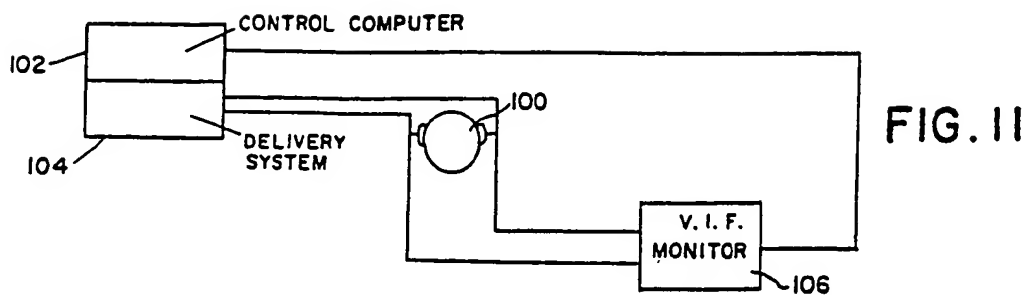 CONTROL COMPUTER
102
100
FIG. 11
DELIVERY
SYSTEM
104
V. I. F.
MONITOR
106